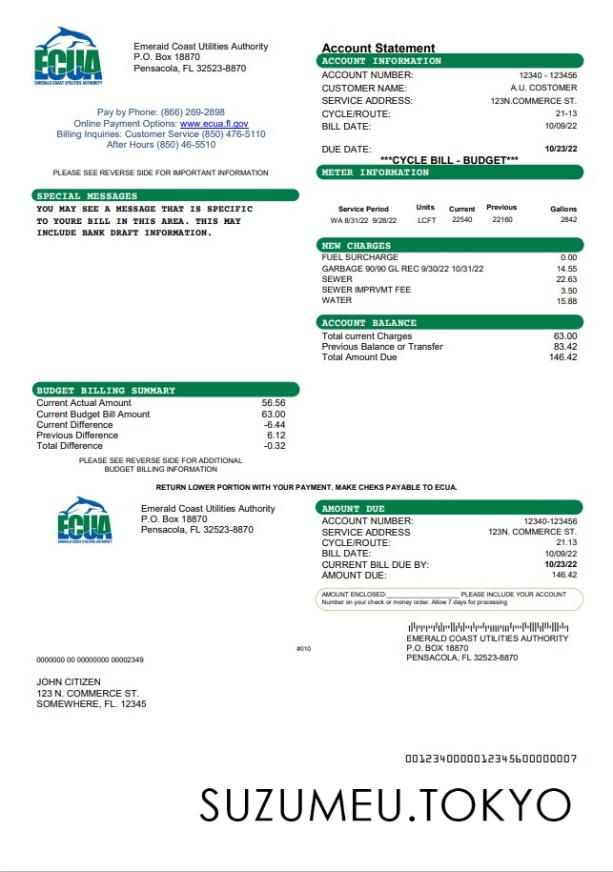 ECUA
EMERALD COAST UTILITIES AUTHORITY
Emeraid Coast Utilities Authority
P.O. Box 18870
Pensacola, FL 32523-8870
Pay by Phone: (866) 269-2898
Online Payment Options: www.ecua.fl.gov
Billing Inquiries: Customer Service (850) 476-5110
After Hours (850) 46-5510
PLEASE SEE REVERSE SIDE FOR IMPORTANT INFORMATION
Account Statement
ACCOUNT INFORMATION
ACCOUNT NUMBER: 12340 - 123456
CUSTOMER NAME: A.U. COSTOMER
SERVICE ADDRESS: 123N.COMMERCE ST.
CYCLE/ROUTE: 21-13
BILL DATE: 10/09/22
DUE DATE: 10/23/22
***CYCLE BILL - BUDGET***
METER INFORMATION
Service Period Units Current Previous Gallons
WA 8/31/22 9/28/22 LCFT 22540 22160 2842
SPECIAL MESSAGES
YOU MAY SEE A MESSAGE THAT IS SPECIFIC
TO YOURE BILL IN THIS AREA. THIS MAY
INCLUDE BANK DRAFT INFORMATION.
NEW CHARGES
FUEL SURCHARGE 0.00
GARBAGE 90/90 GL REC 9/30/22 10/31/22 14.55
SEWER 22.63
SEWER IMPRVMT FEE 3.50
WATER 15.88
ACCOUNT BALANCE
Total current Charges 63.00
Previous Balance or Transfer 83.42
Total Amount Due 146.42
BUDGET BILLING SUMMARY
Current Actual Amount 56.56
Current Budget Bill Amount 63.00
Current Difference -6.44
Previous Difference 6.12
Total Difference -0.32
PLEASE SEE REVERSE SIDE FOR ADDITIONAL
BUDGET BILLING INFORMATION
RETURN LOWER PORTION WITH YOUR PAYMENT. MAKE CHEKS PAYABLE TO ECUA.
ECUA
EMERALD COAST UTILITIES AUTHORITY
Emerald Coast Utilities Authority
P.O. Box 18870
Pensacola, FL 32523-8870
AMOUNT DUE
ACCOUNT NUMBER: 12340-123456
SERVICE ADDRESS 123N. COMMERCE ST.
CYCLE/ROUTE: 21.13
BILL DATE: 10/09/22
CURRENT BILL DUE BY: 10/23/22
AMOUNT DUE: 146.42
AMOUNT ENCLOSED:____________________ PLEASE INCLUDE YOUR ACCOUNT
Number on your check or money order. Allow 7 days for processing
EMERALD COAST UTILITIES AUTHORITY
P.O. BOX 18870
PENSACOLA, FL 32523-8870
#010
0000000 00 00000000 00002349
JOHN CITIZEN
123 N. COMMERCE ST.
SOMEWHERE, FL. 12345
001234000001234560000007
SUZUMEU.TOKYO